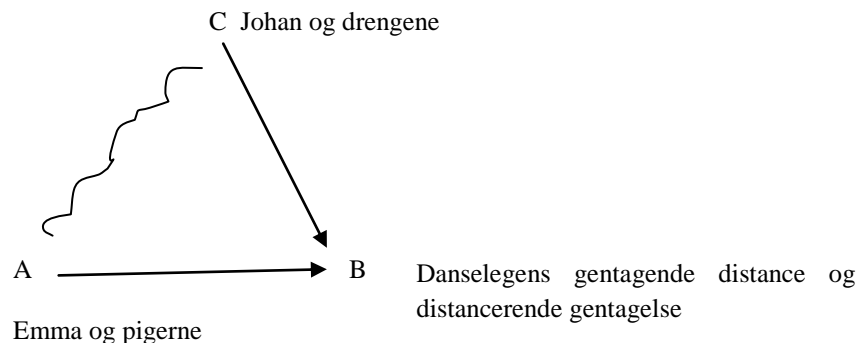 C Johan og drengene
A
B
Danselegens gentagende distance og
distancerende gentagelse
Emma og pigerne